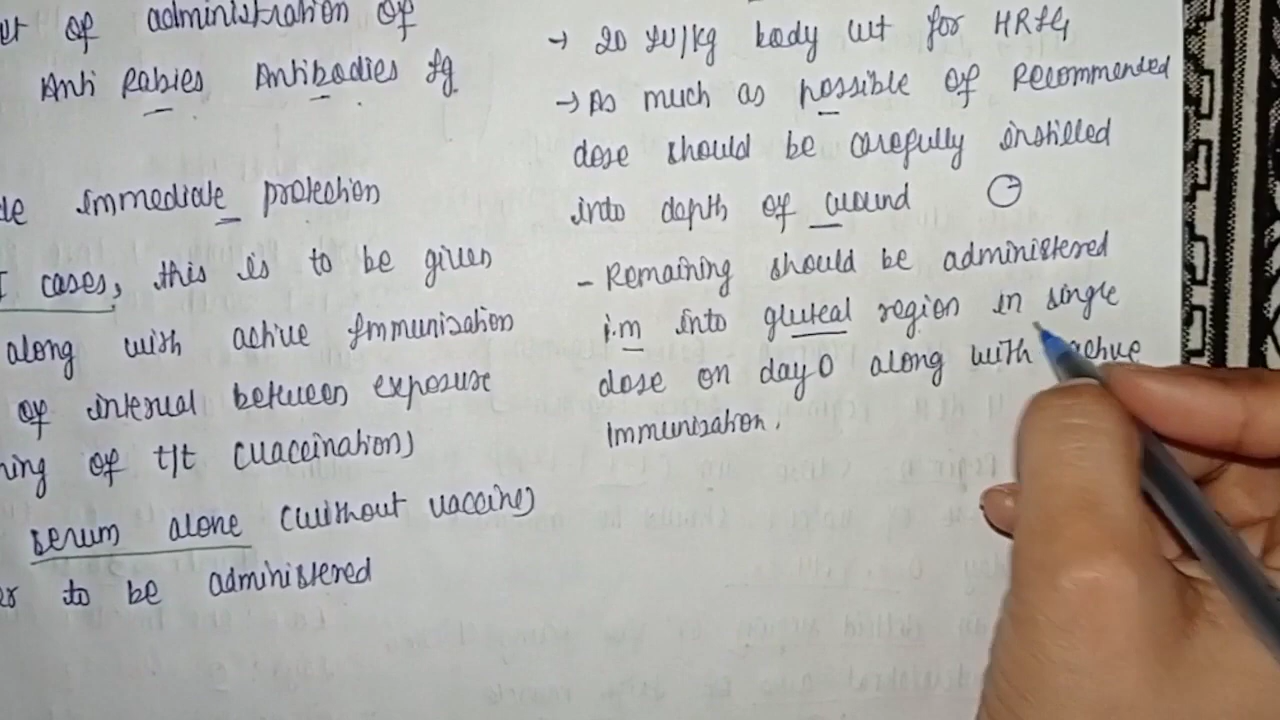 of administration of
Anti Rabies Antibodies Ig
immediate protection
cases, this is to be given
along with active Immunisation
of interval between exposure
of t/t (vaccination)
serum alone (without vaccine)
to be administered
→ 20 IU/kg body wt for HRIG
→ As much as possible of recommended
dose should be carefully instilled
into depth of wound
- Remaining should be administered
i.m into gluteal region in single
dose on day 0 along with active
immunisation.